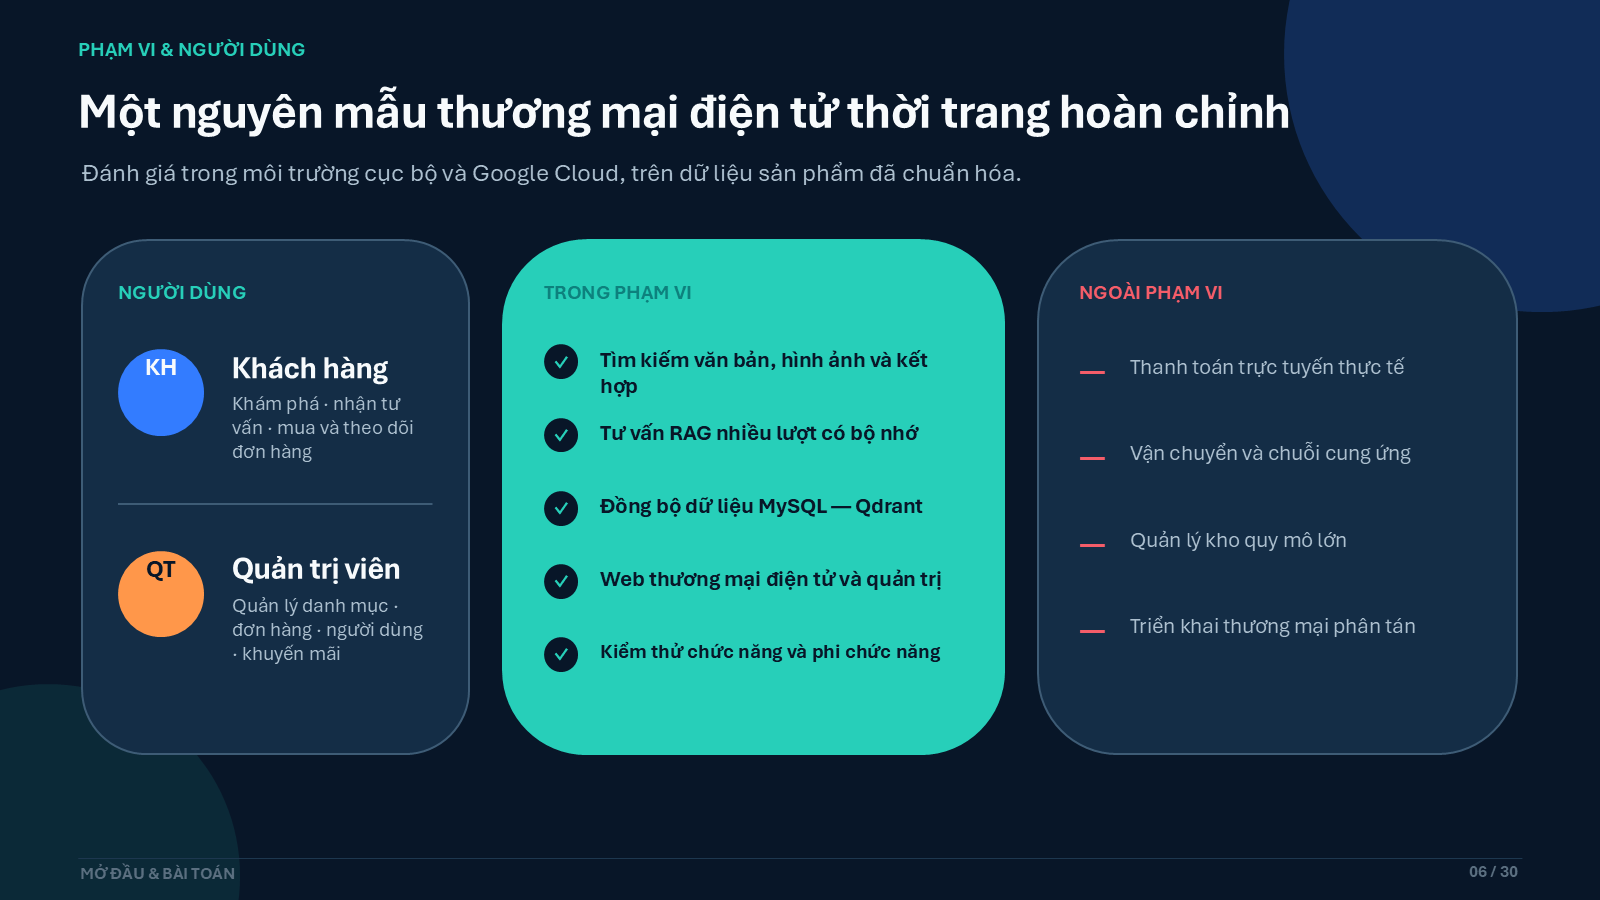 PHẠM VI & NGƯỜI DÙNG
Một nguyên mẫu thương mại điện tử thời trang hoàn chỉnh
Đánh giá trong môi trường cục bộ và Google Cloud, trên dữ liệu sản phẩm đã chuẩn hóa.
NGƯỜI DÙNG
KH
Khách hàng
Khám phá · nhận tư
vấn · mua và theo dõi
đơn hàng
QT
Quản trị viên
Quản lý danh mục ·
đơn hàng · người dùng
· khuyến mãi
TRONG PHẠM VI
Tìm kiếm văn bản, hình ảnh và kết
hợp
Tư vấn RAG nhiều lượt có bộ nhớ
Đồng bộ dữ liệu MySQL — Qdrant
Web thương mại điện tử và quản trị
Kiểm thử chức năng và phi chức năng
NGOÀI PHẠM VI
Thanh toán trực tuyến thực tế
Vận chuyển và chuỗi cung ứng
Quản lý kho quy mô lớn
Triển khai thương mại phân tán
MỞ ĐẦU & BÀI TOÁN
06 / 30